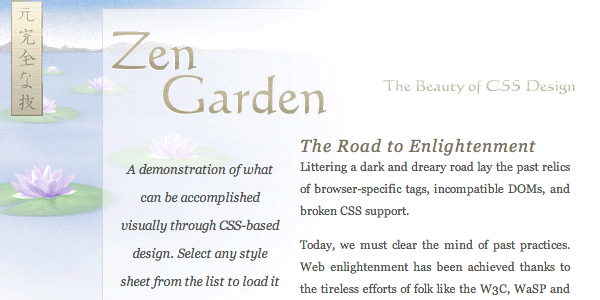 元完全な技
Zen
Garden
The Beauty of CSS Design
A demonstration of what
can be accomplished
visually through CSS-based
design. Select any style
sheet from the list to load it
The Road to Enlightenment
Littering a dark and dreary road lay the past relics
of browser-specific tags, incompatible DOMs, and
broken CSS support.
Today, we must clear the mind of past practices.
Web enlightenment has been achieved thanks to
the tireless efforts of folk like the W3C, WaSP and